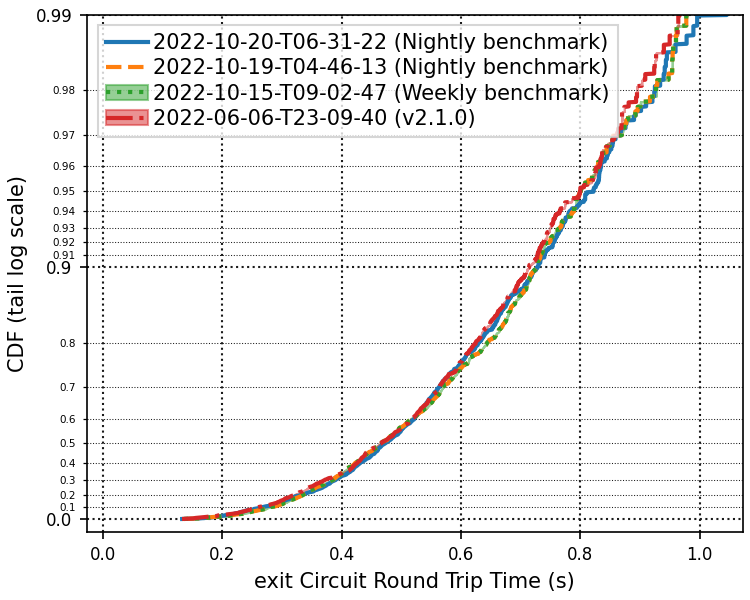 2022-10-20-T06-31-22 (Nightly benchmark)
2022-10-19-T04-46-13 (Nightly benchmark)
2022-10-15-T09-02-47 (Weekly benchmark)
2022-06-06-T23-09-40 (v2.1.0)
CDF (tail log scale)
0.99
0.98
0.97
0.96
0.95
0.94
0.93
0.92
0.91
0.9
0.8
0.7
0.6
0.5
0.4
0.3
0.2
0.1
0.0
0.0 0.2 0.4 0.6 0.8 1.0
exit Circuit Round Trip Time (s)